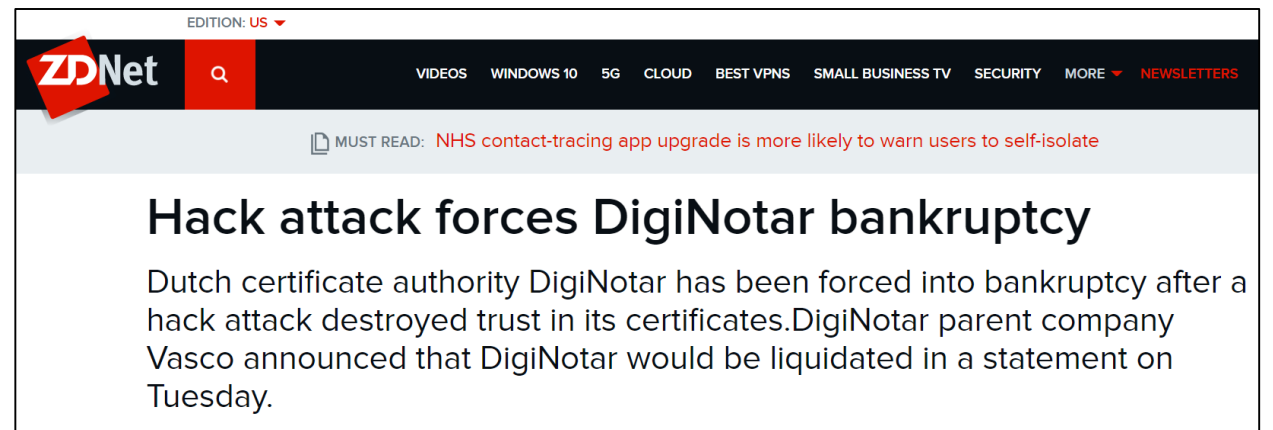 EDITION: US
ZDNet
VIDEOS WINDOWS 10 5G CLOUD BEST VPNS SMALL BUSINESS TV SECURITY MORE NEWSLETTERS
MUST READ: NHS contact-tracing app upgrade is more likely to warn users to self-isolate
Hack attack forces DigiNotar bankruptcy
Dutch certificate authority DigiNotar has been forced into bankruptcy after a
hack attack destroyed trust in its certificates.DigiNotar parent company
Vasco announced that DigiNotar would be liquidated in a statement on
Tuesday.